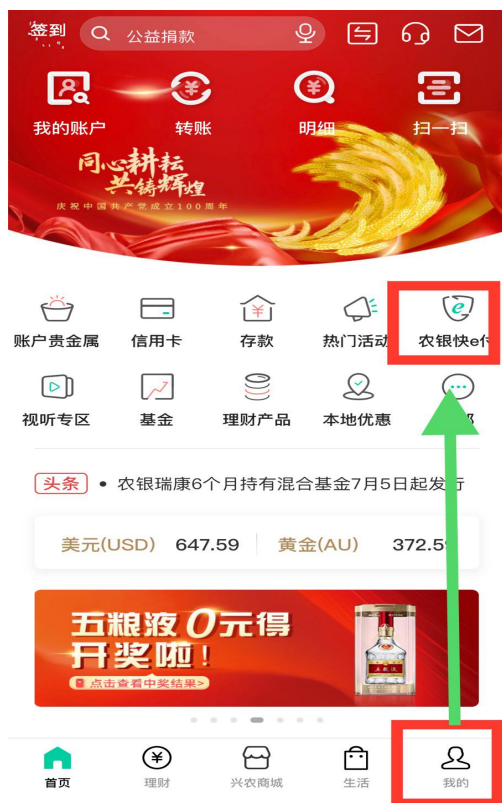 签到 公益捐款
我的账户 转账 明细 扫一扫
同心耕耘
共铸辉煌
庆祝中国共产党成立100周年
账户贵金属 信用卡 存款 热门活动 农银快e付
视听专区 基金 理财产品 本地优惠
头条 • 农银瑞康6个月持有混合基金7月5日起发行
美元(USD) 647.59 黄金(AU) 372.59
五粮液0元得
开奖啦!
点击查看中奖结果>
首页 理财 兴农商城 生活 我的